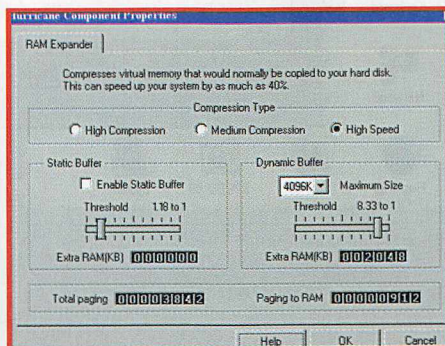 Hurricane Component Properties
RAM Expander
Compresses virtual memory that would normally be copied to your hard disk.
This can speed up your system by as much as 40%.
Compression Type
High Compression
Medium Compression
High Speed
Static Buffer
Enable Static Buffer
Threshold 1.18 to 1
Extra RAM(KB) 000000
Dynamic Buffer
4096K Maximum Size
Threshold 8.33 to 1
Extra RAM(KB) 002048
Total paging 00003842
Paging to RAM 00000912
Help OK Cancel